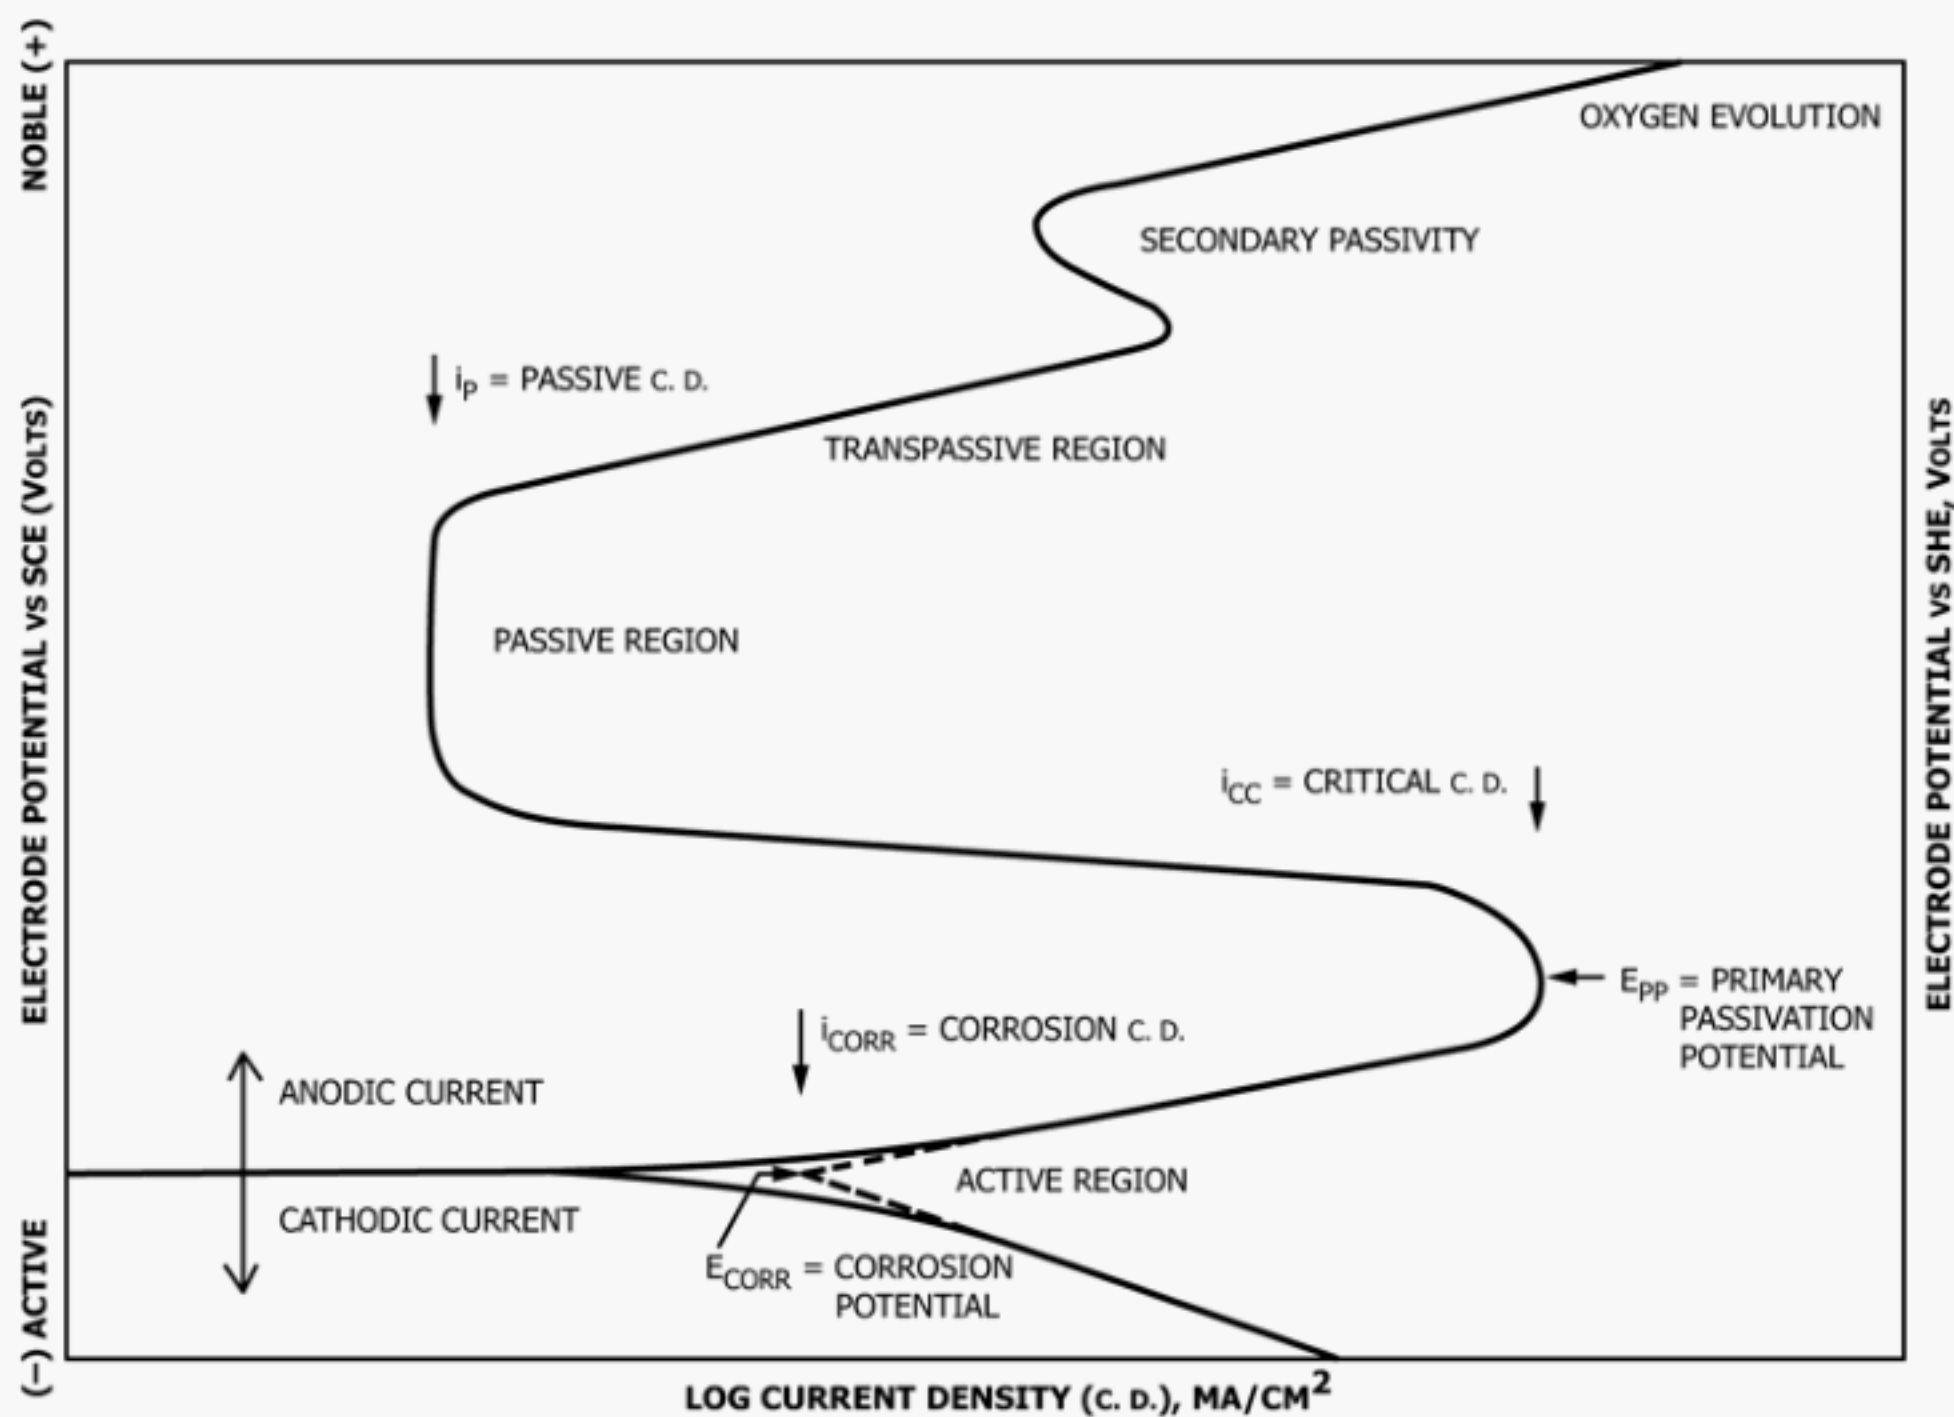 NOBLE (+)
ELECTRODE POTENTIAL VS SCE (VOLTS)
(–) ACTIVE
OXYGEN EVOLUTION
SECONDARY PASSIVITY
iP = PASSIVE C. D.
TRANSPASSIVE REGION
PASSIVE REGION
iCC = CRITICAL C. D.
EPP = PRIMARY
PASSIVATION
POTENTIAL
iCORR = CORROSION C. D.
ANODIC CURRENT
ACTIVE REGION
CATHODIC CURRENT
ECORR = CORROSION
POTENTIAL
LOG CURRENT DENSITY (C. D.), MA/CM²
ELECTRODE POTENTIAL VS SHE, VOLTS